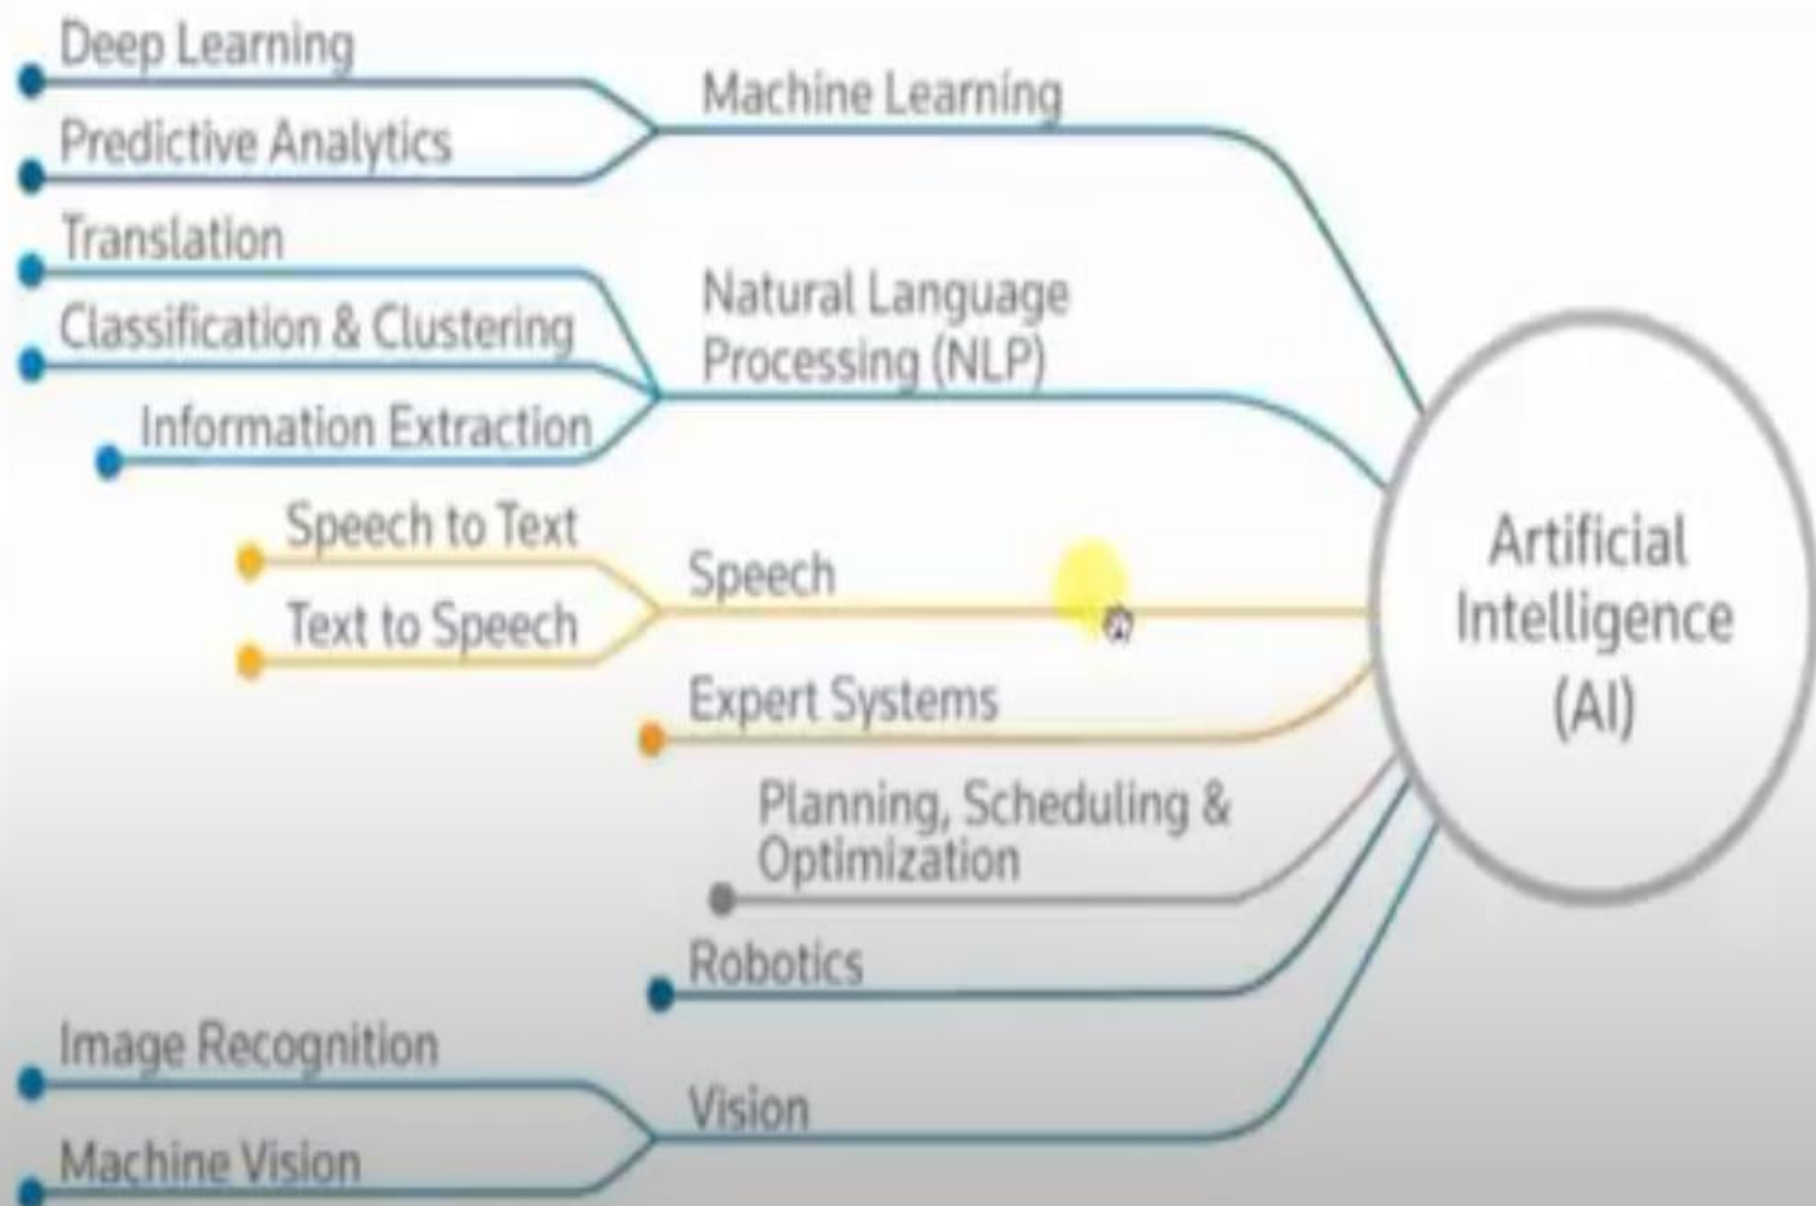 Deep Learning
Predictive Analytics
Machine Learning
Translation
Classification & Clustering
Information Extraction
Natural Language
Processing (NLP)
Speech to Text
Text to Speech
Speech
Expert Systems
Planning, Scheduling &
Optimization
Robotics
Image Recognition
Machine Vision
Vision
Artificial
Intelligence
(AI)